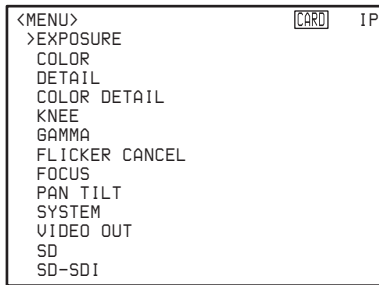 <MENU> CARD IP
>EXPOSURE
COLOR
DETAIL
COLOR DETAIL
KNEE
GAMMA
FLICKER CANCEL
FOCUS
PAN TILT
SYSTEM
VIDEO OUT
SD
SD-SDI